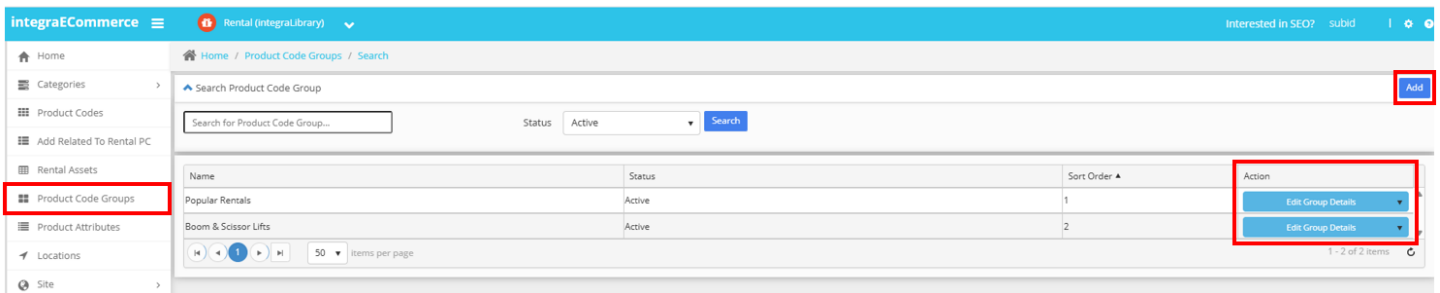 integraECommerce Rental (integraLibrary) Interested in SEO? subid
Home
Categories
Product Codes
Add Related To Rental PC
Rental Assets
Product Code Groups
Product Attributes
Locations
Site
Home / Product Code Groups / Search
Search Product Code Group Add
Search for Product Code Group... Status Active Search
Name Status Sort Order Action
Popular Rentals Active 1 Edit Group Details
Boom & Scissor Lifts Active 2 Edit Group Details
1 50 items per page 1 - 2 of 2 items